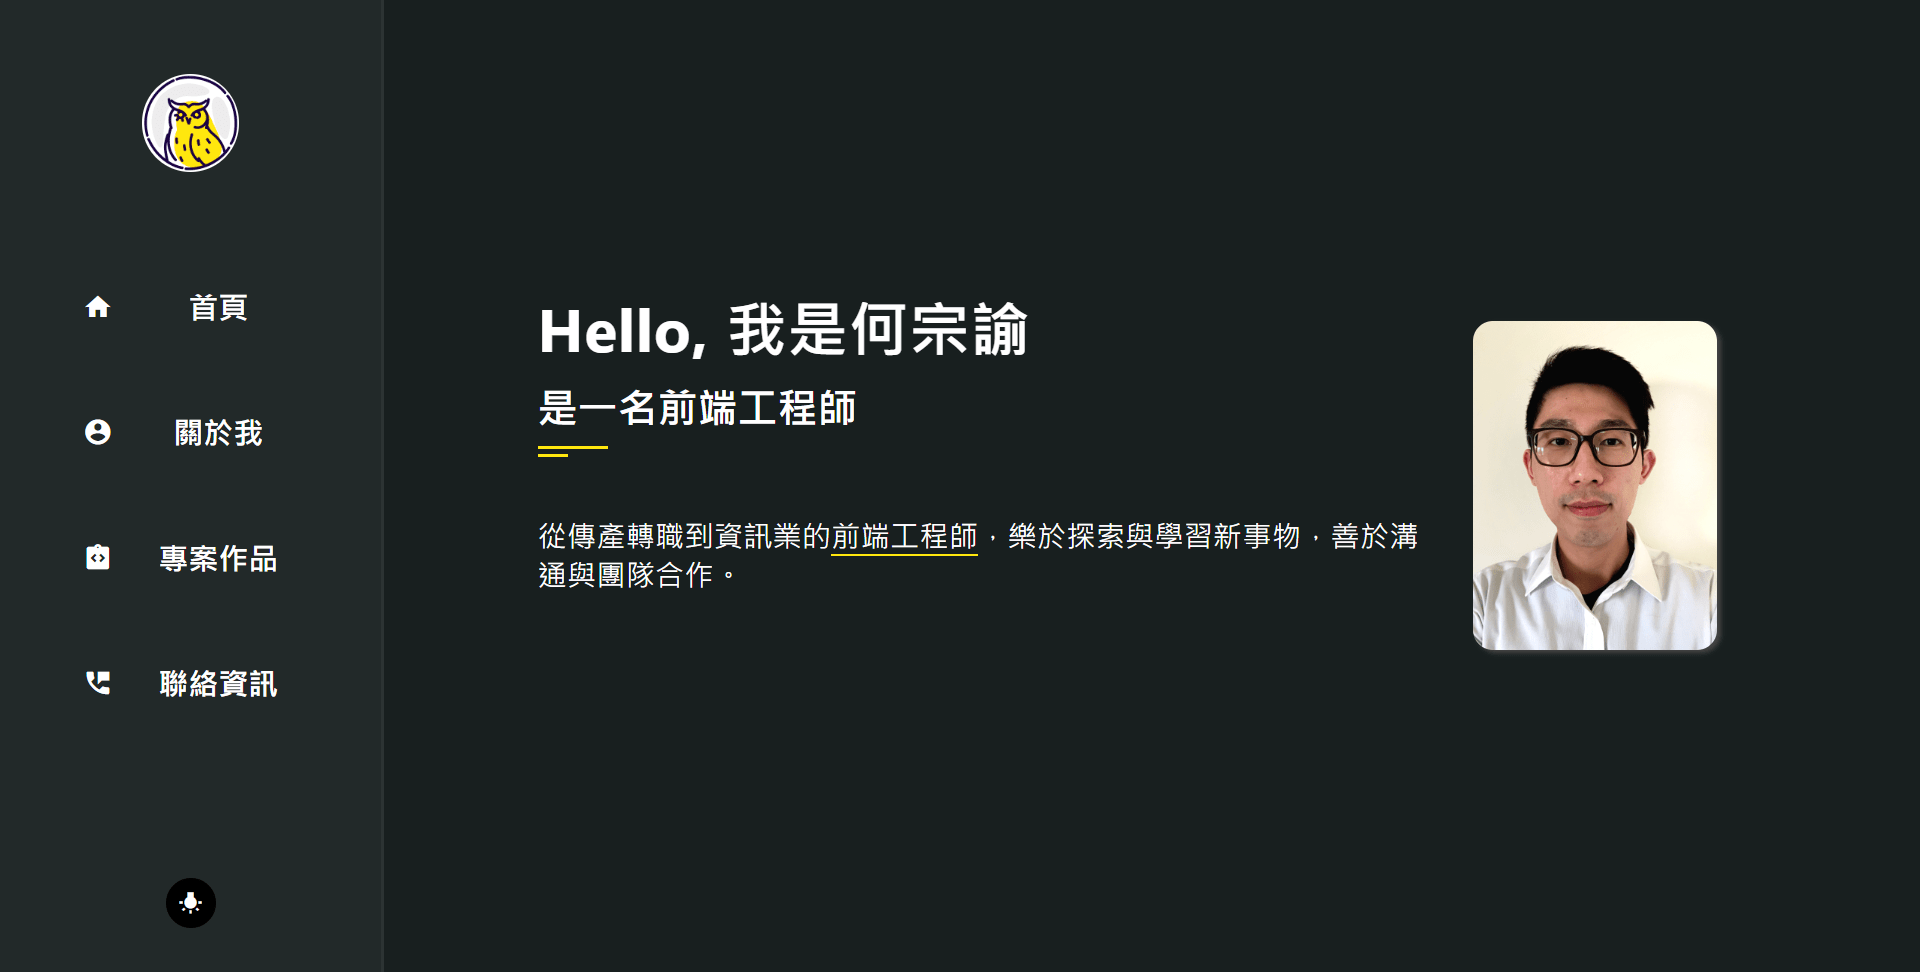 首頁
關於我
專案作品
聯絡資訊
Hello, 我是何宗諭
是一名前端工程師
從傳產轉職到資訊業的前端工程師，樂於探索與學習新事物，善於溝
通與團隊合作。